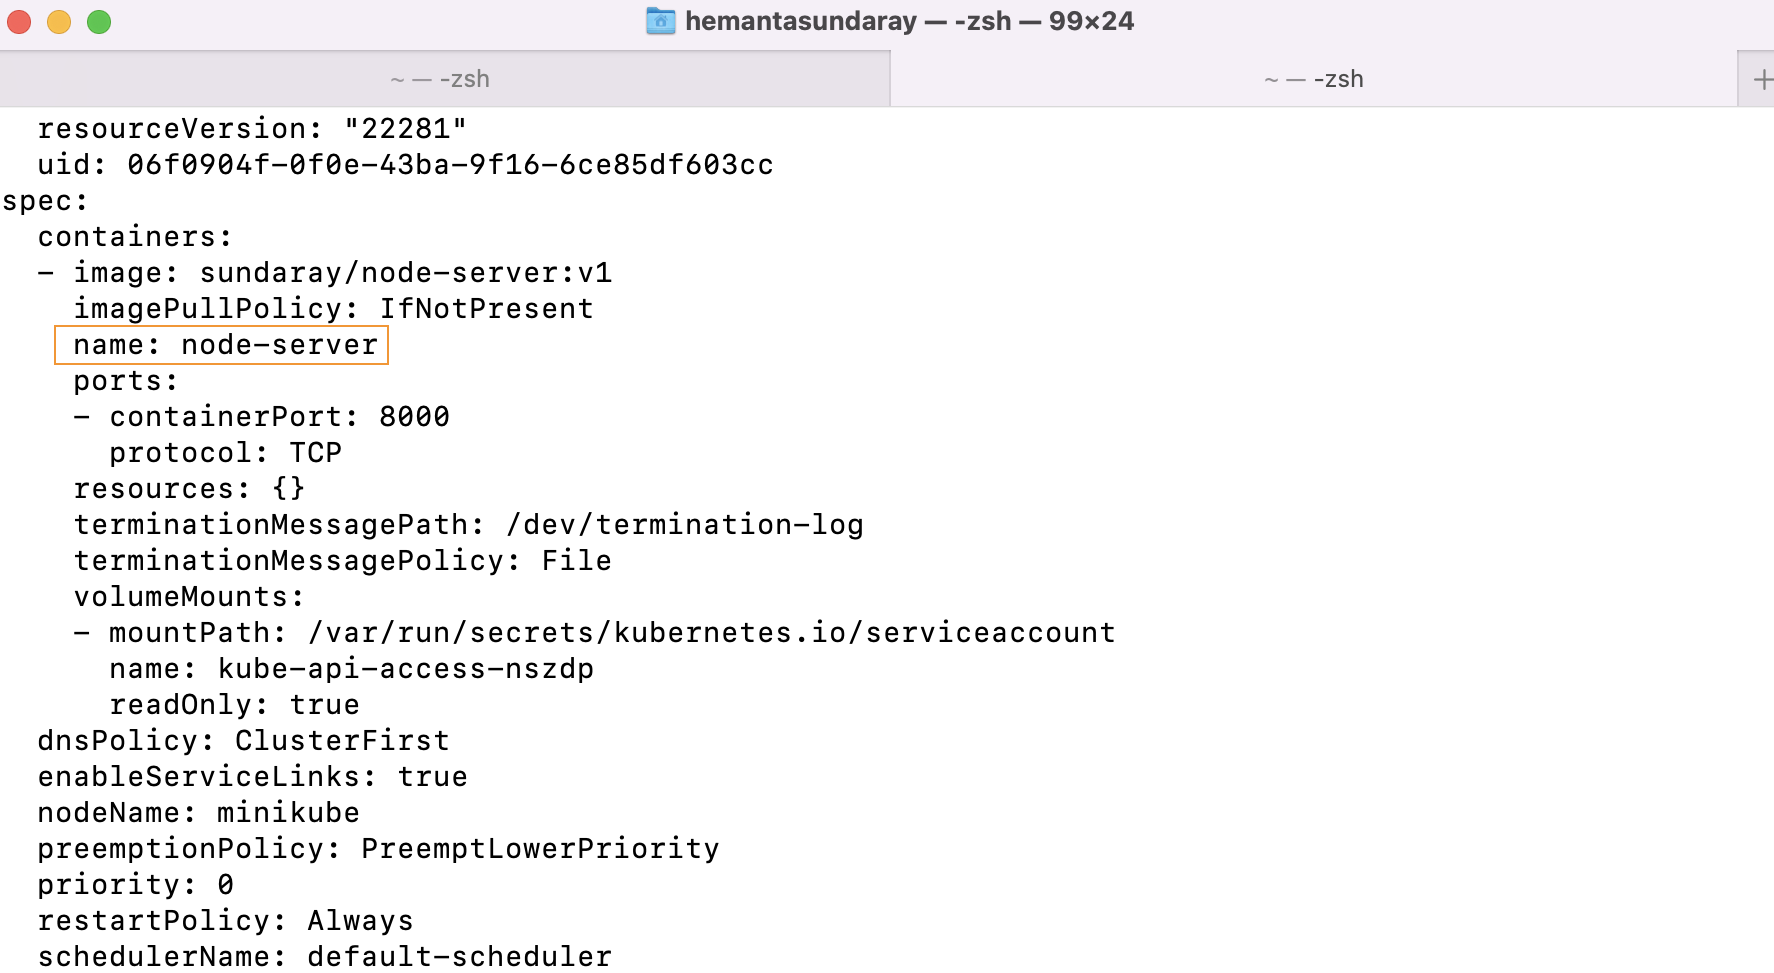 hemantasundaray — -zsh — 99×24
~ — -zsh
~ — -zsh
+
  resourceVersion: "22281"
  uid: 06f0904f-0f0e-43ba-9f16-6ce85df603cc
spec:
  containers:
  - image: sundaray/node-server:v1
    imagePullPolicy: IfNotPresent
    name: node-server
    ports:
    - containerPort: 8000
      protocol: TCP
    resources: {}
    terminationMessagePath: /dev/termination-log
    terminationMessagePolicy: File
    volumeMounts:
    - mountPath: /var/run/secrets/kubernetes.io/serviceaccount
      name: kube-api-access-nszdp
      readOnly: true
  dnsPolicy: ClusterFirst
  enableServiceLinks: true
  nodeName: minikube
  preemptionPolicy: PreemptLowerPriority
  priority: 0
  restartPolicy: Always
  schedulerName: default-scheduler